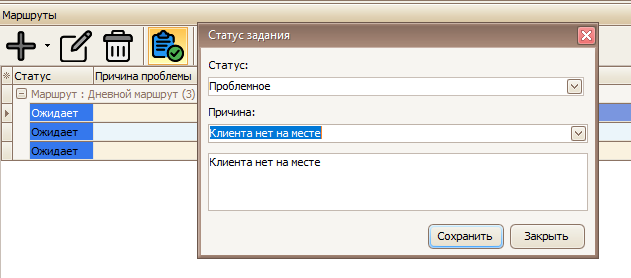 Маршруты
Статус задания
Статус:
Проблемное
Причина:
Клиента нет на месте
Клиента нет на месте
Сохранить Закрыть
Статус Причина проблемы
Маршрут : Дневной маршрут (3)
Ожидает
Ожидает
Ожидает